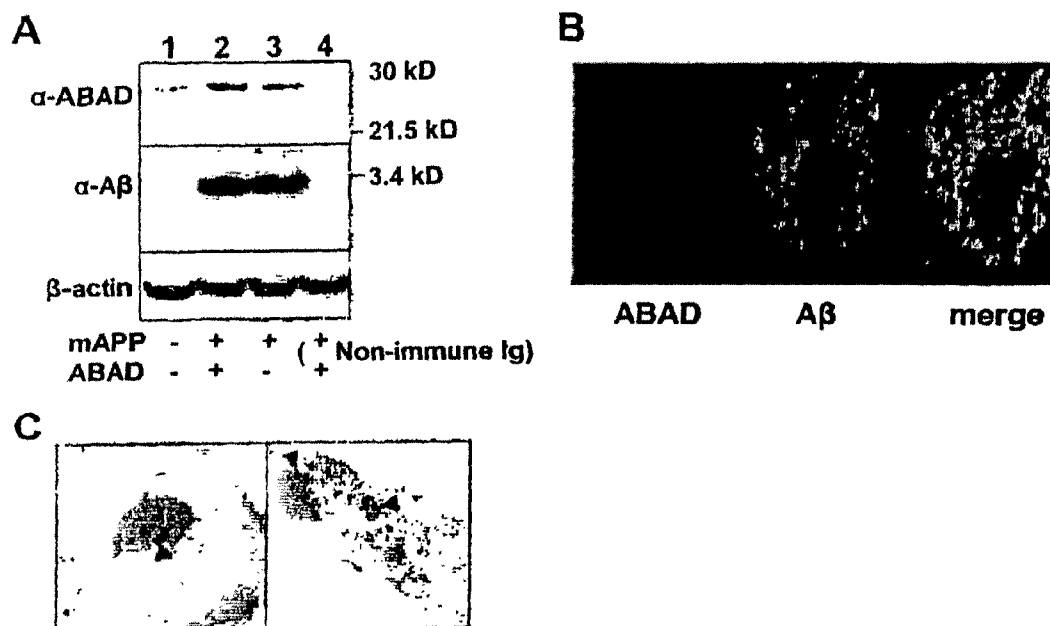 A
1 2 3 4
α-ABAD
30 kD
21.5 kD
α-Aβ
3.4 kD
β-actin
mAPP - + + ( + Non-immune Ig)
ABAD - + - +
B
ABAD Aβ merge
C